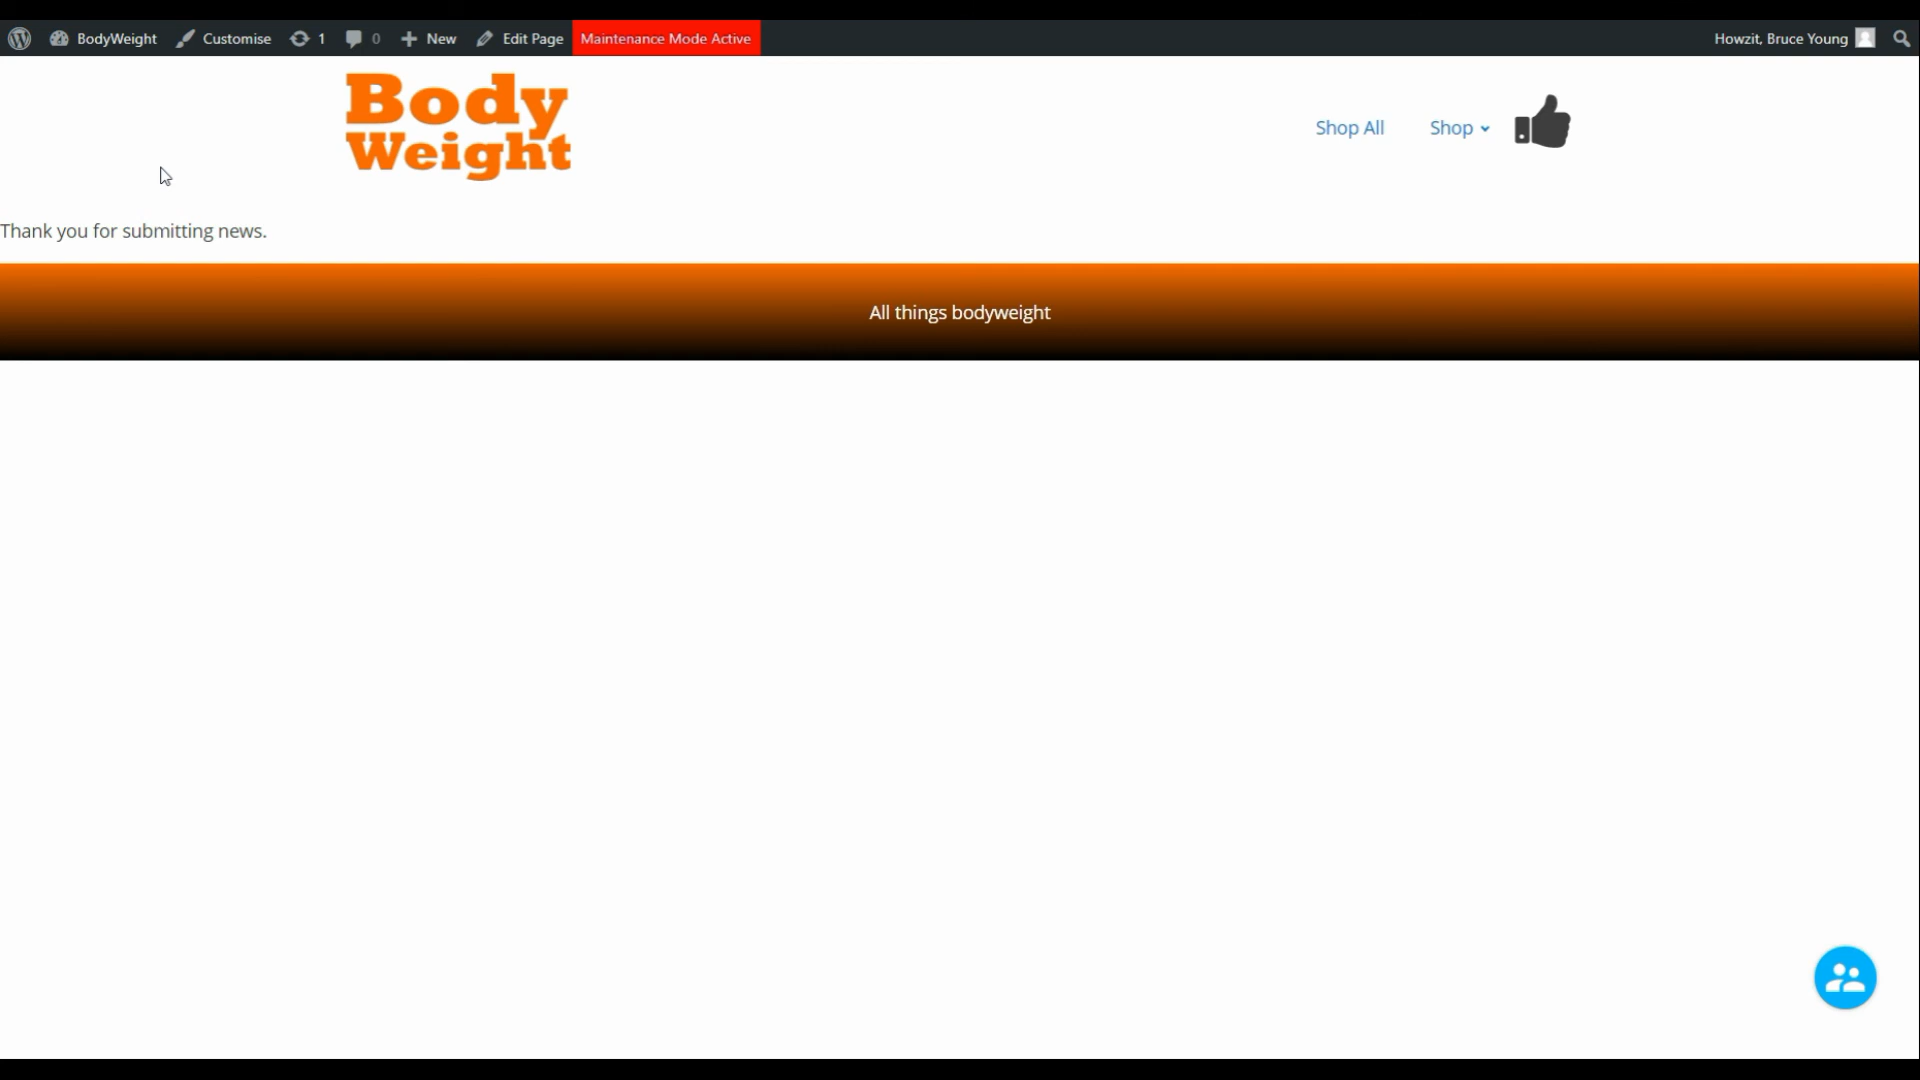 BodyWeight Customise 1 0 New Edit Page Maintenance Mode Active Howzit, Bruce Young
Body
Weight
Shop All Shop
Thank you for submitting news.
All things bodyweight